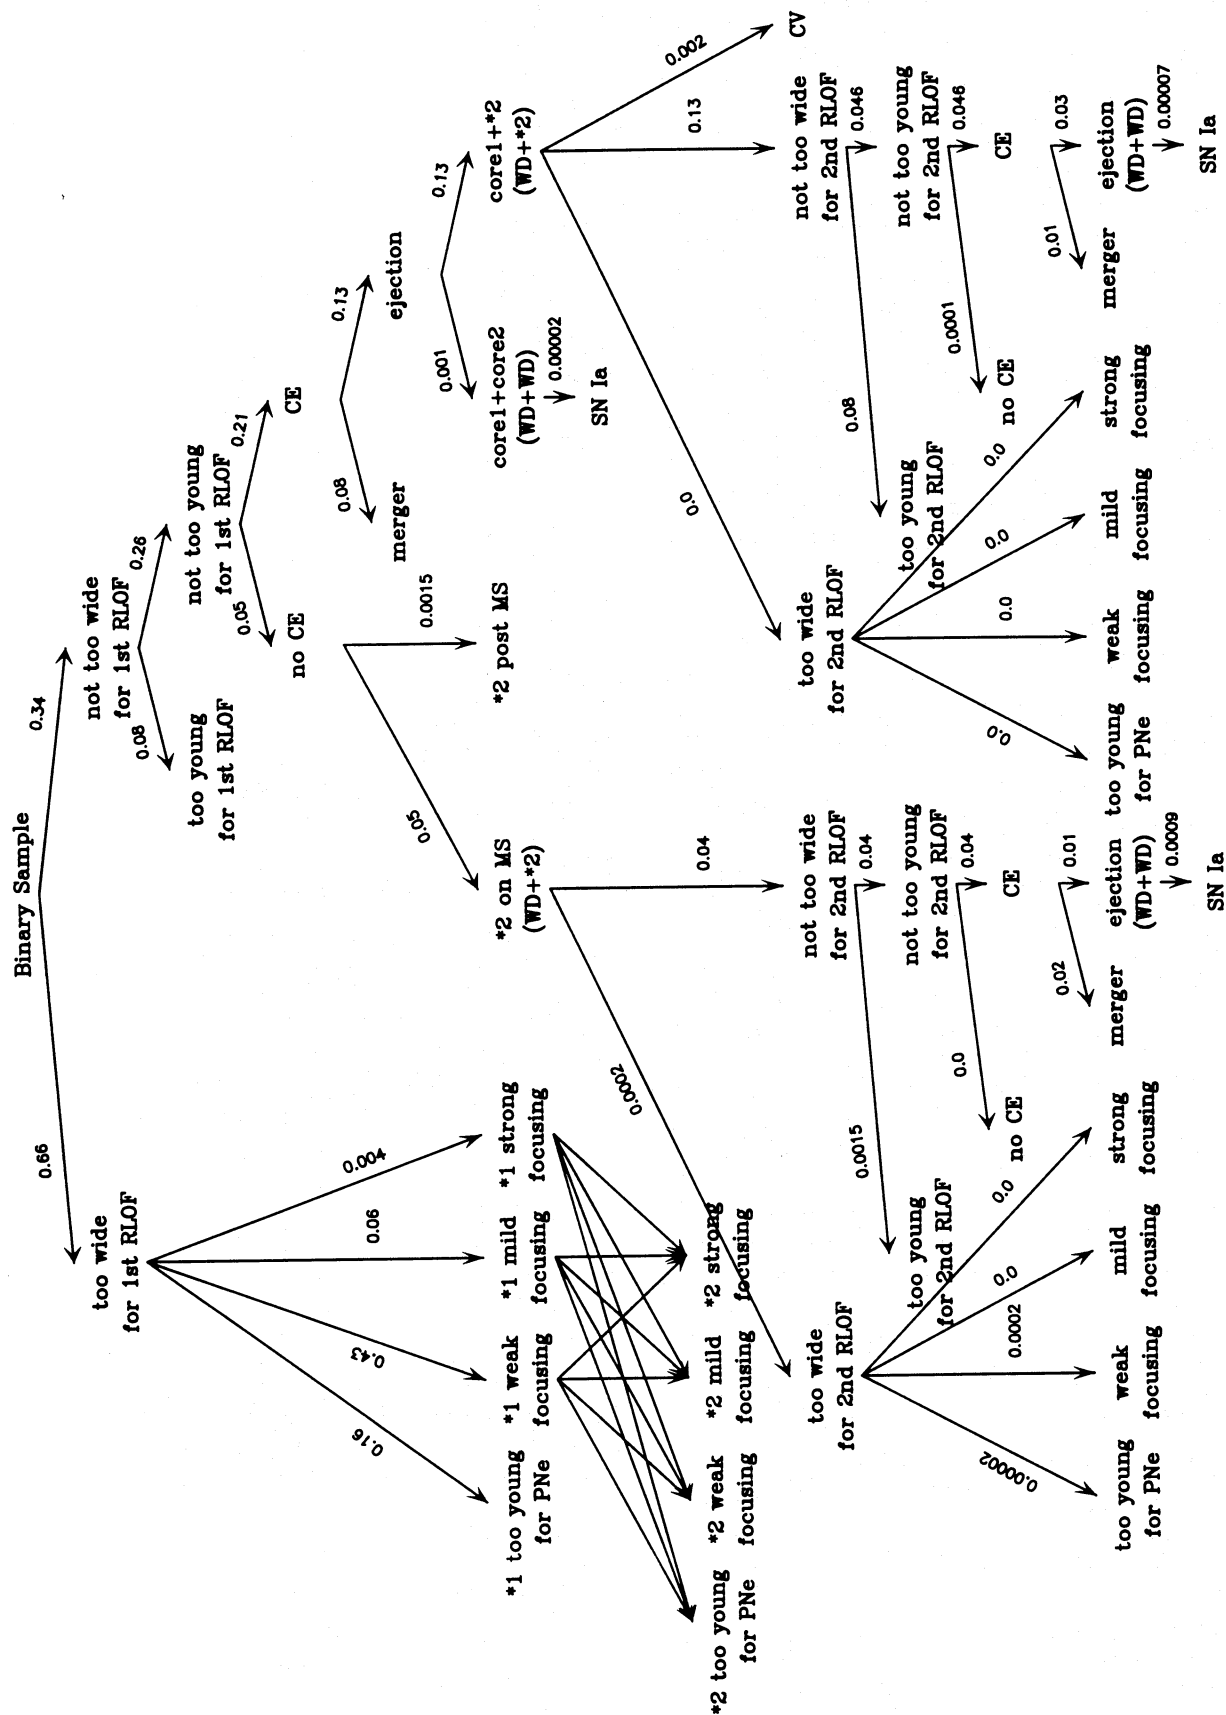 Binary Sample
0.66
0.34
too wide
for 1st RLOF
not too wide
for 1st RLOF
0.08
0.26
too young
for 1st RLOF
not too young
for 1st RLOF
0.05
0.21
no CE
CE
0.16
0.43
0.06
0.004
0.05
0.0015
0.08
0.13
merger
ejection
0.001
0.13
*1 too young
for PNe
*1 weak
focusing
*1 mild
focusing
*1 strong
focusing
*2 on MS
(WD+*2)
*2 post MS
core1+core2
(WD+WD)
0.00002
SN Ia
core1+*2
(WD+*2)
*2 too young
for PNe
*2 weak
focusing
*2 mild
focusing
*2 strong
focusing
0.0002
0.04
0.0
0.13
0.002
CV
too wide
for 2nd RLOF
not too wide
for 2nd RLOF
too wide
for 2nd RLOF
not too wide
for 2nd RLOF
0.0015
0.04
0.08
0.046
too young
for 2nd RLOF
not too young
for 2nd RLOF
too young
for 2nd RLOF
not too young
for 2nd RLOF
0.0
0.04
0.0001
0.046
no CE
CE
no CE
CE
0.00002
0.0002
0.0
0.0
0.02
0.01
0.0
0.0
0.0
0.0
0.01
0.03
too young
for PNe
weak
focusing
mild
focusing
strong
focusing
merger
ejection
(WD+WD)
0.0009
SN Ia
too young
for PNe
weak
focusing
mild
focusing
strong
focusing
merger
ejection
(WD+WD)
0.00007
SN Ia